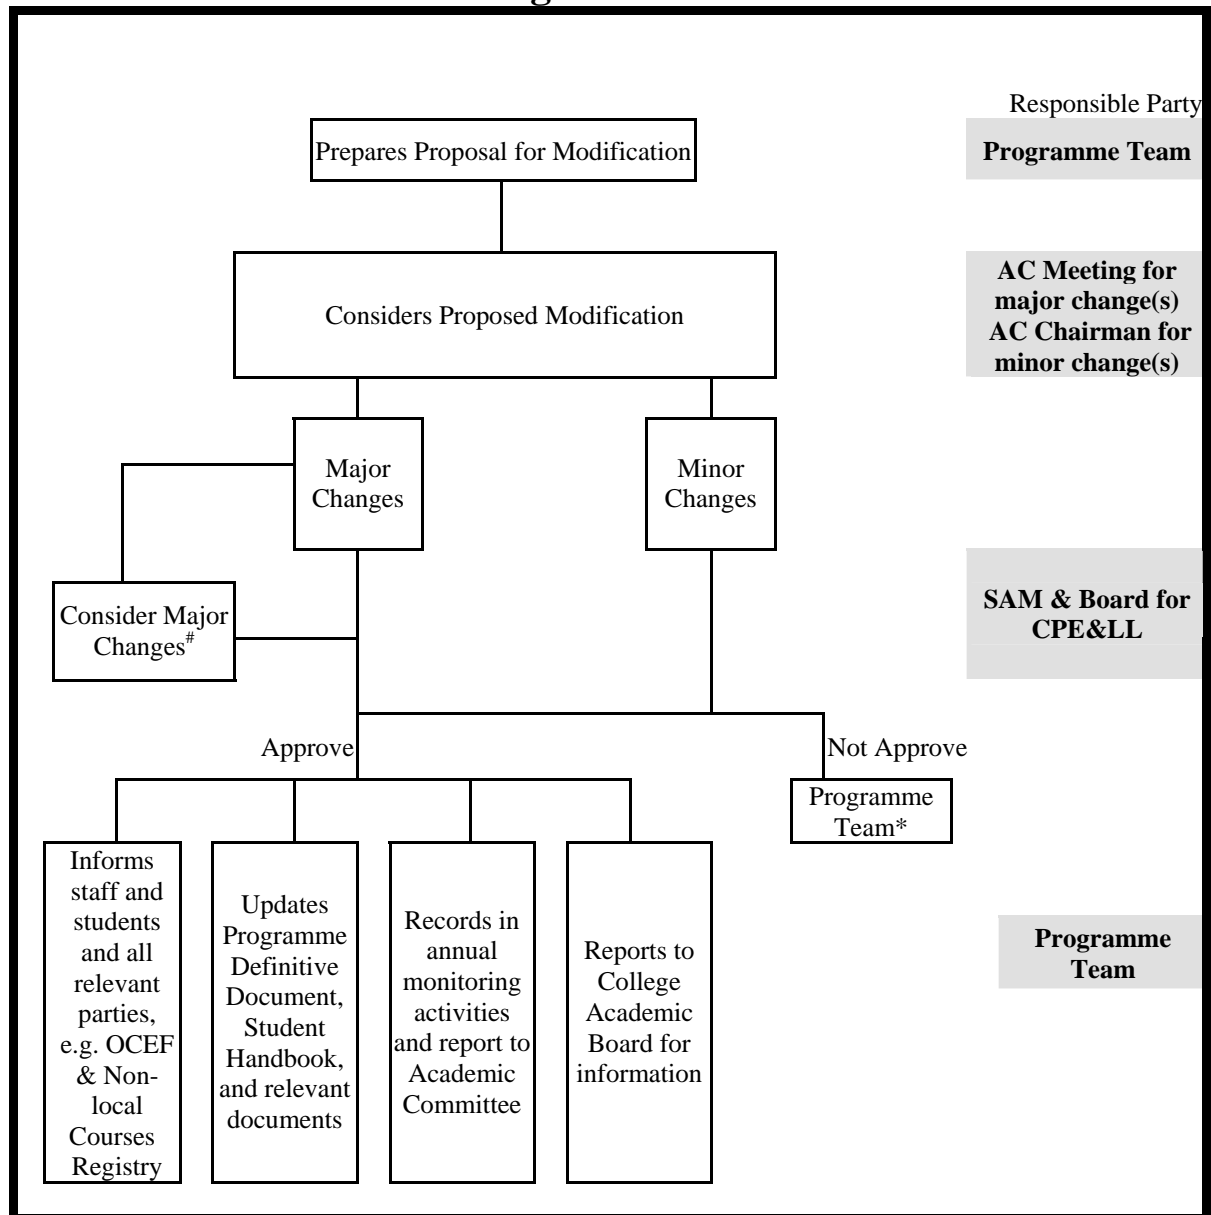 Responsible Party
Prepares Proposal for Modification
Programme Team
Considers Proposed Modification
AC Meeting for
major change(s)
AC Chairman for
minor change(s)
Major
Changes
Minor
Changes
Consider Major
Changes#
SAM & Board for
CPE&LL
Approve
Not Approve
Programme
Team*
Informs
staff and
students
and all
relevant
parties,
e.g. OCEF
& Non-
local
Courses
Registry
Updates
Programme
Definitive
Document,
Student
Handbook,
and relevant
documents
Records in
annual
monitoring
activities
and report to
Academic
Committee
Reports to
College
Academic
Board for
information
Programme
Team